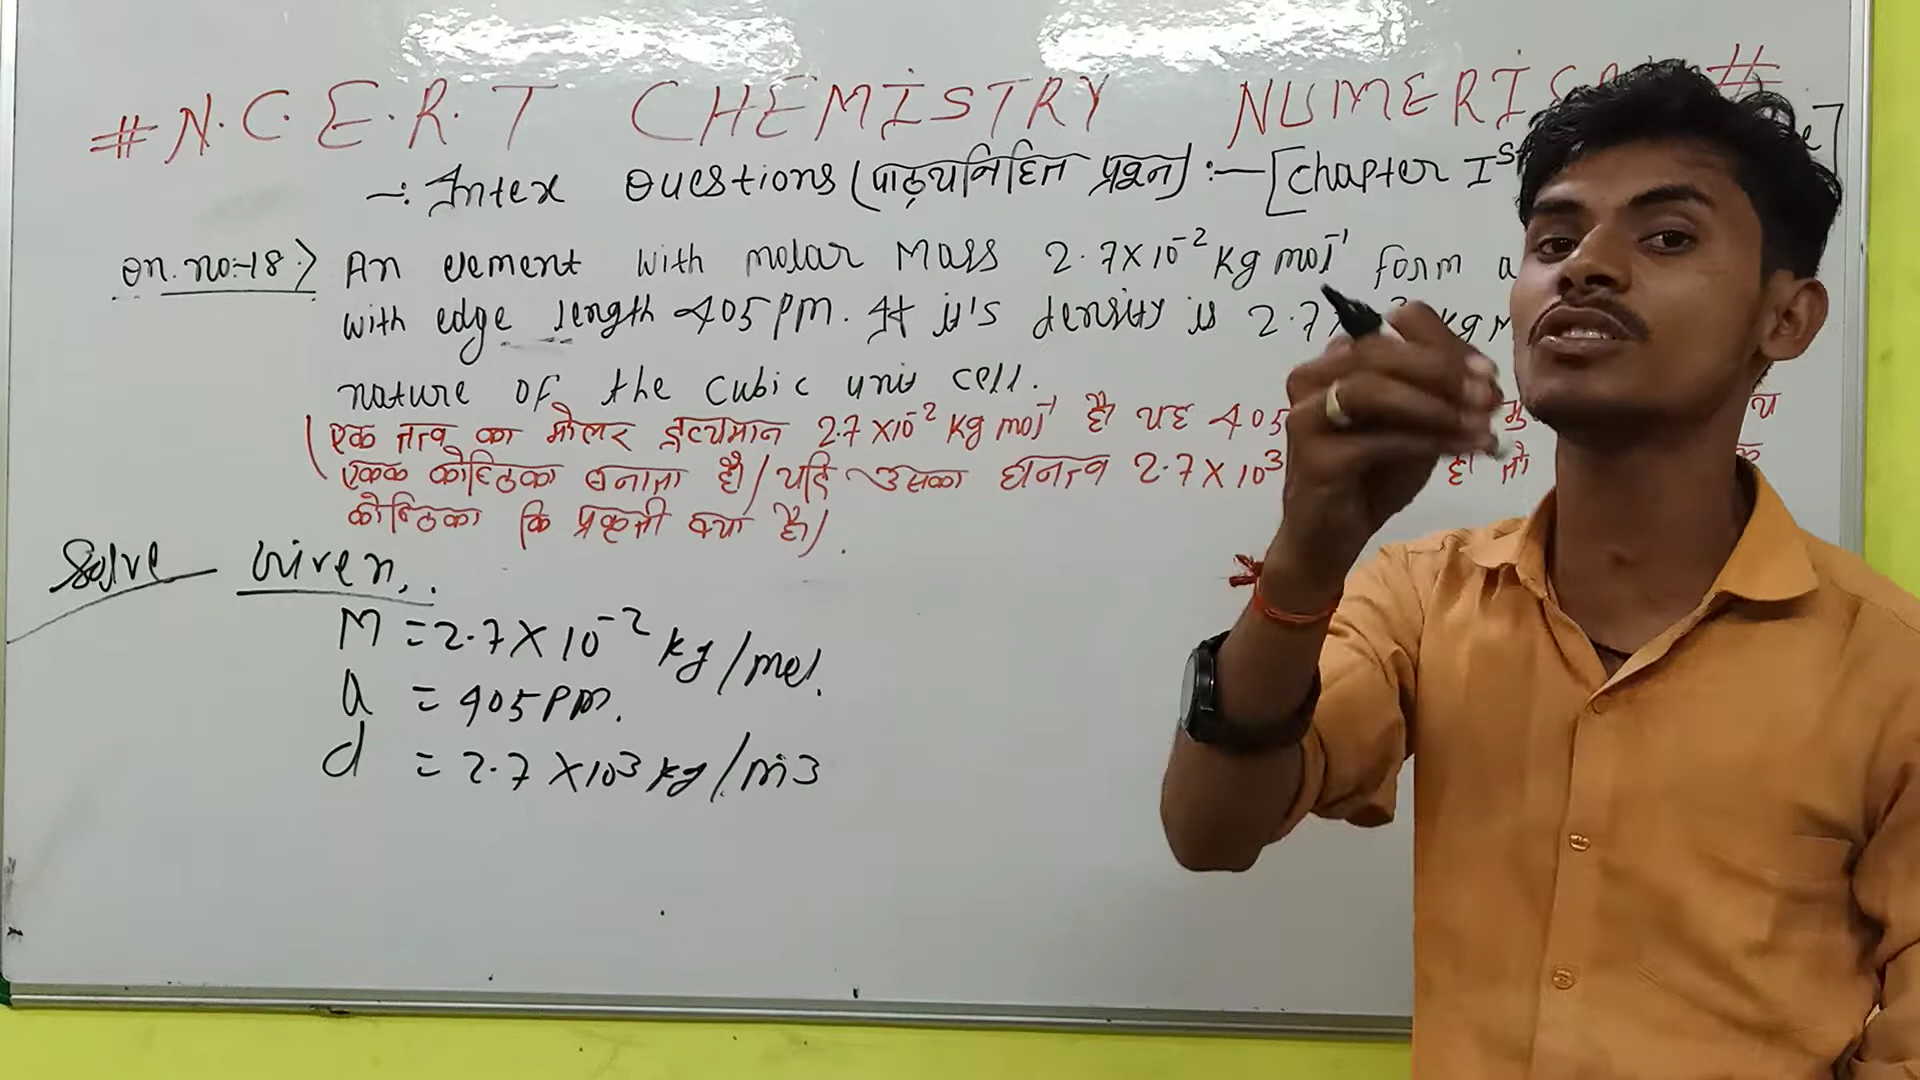 #N.C.E.R.T CHEMISTRY NUMERIC #
-: Intex Questions (पाठ्यनिहित प्रश्न) :- [chapter Ist ]
Qn.no:-18:> An element with molar Mass 2.7×10⁻² Kg mol⁻¹ form a
with edge length 405 Pm. If it's density is 2.7× kg
nature of the cubic unit cell.
(एक तत्व का मोलर द्रव्यमान 2.7×10⁻² Kg mol⁻¹ है। यह 405
एकक कोष्ठिका बनाता है। यदि उसका घनत्व 2.7×10³ है। तो
कोष्ठिका कि प्रकृती क्या है।
Solve Given,.
M = 2.7×10⁻² kg/mol.
a = 405 Pm.
d = 2.7×10³ kg/m3